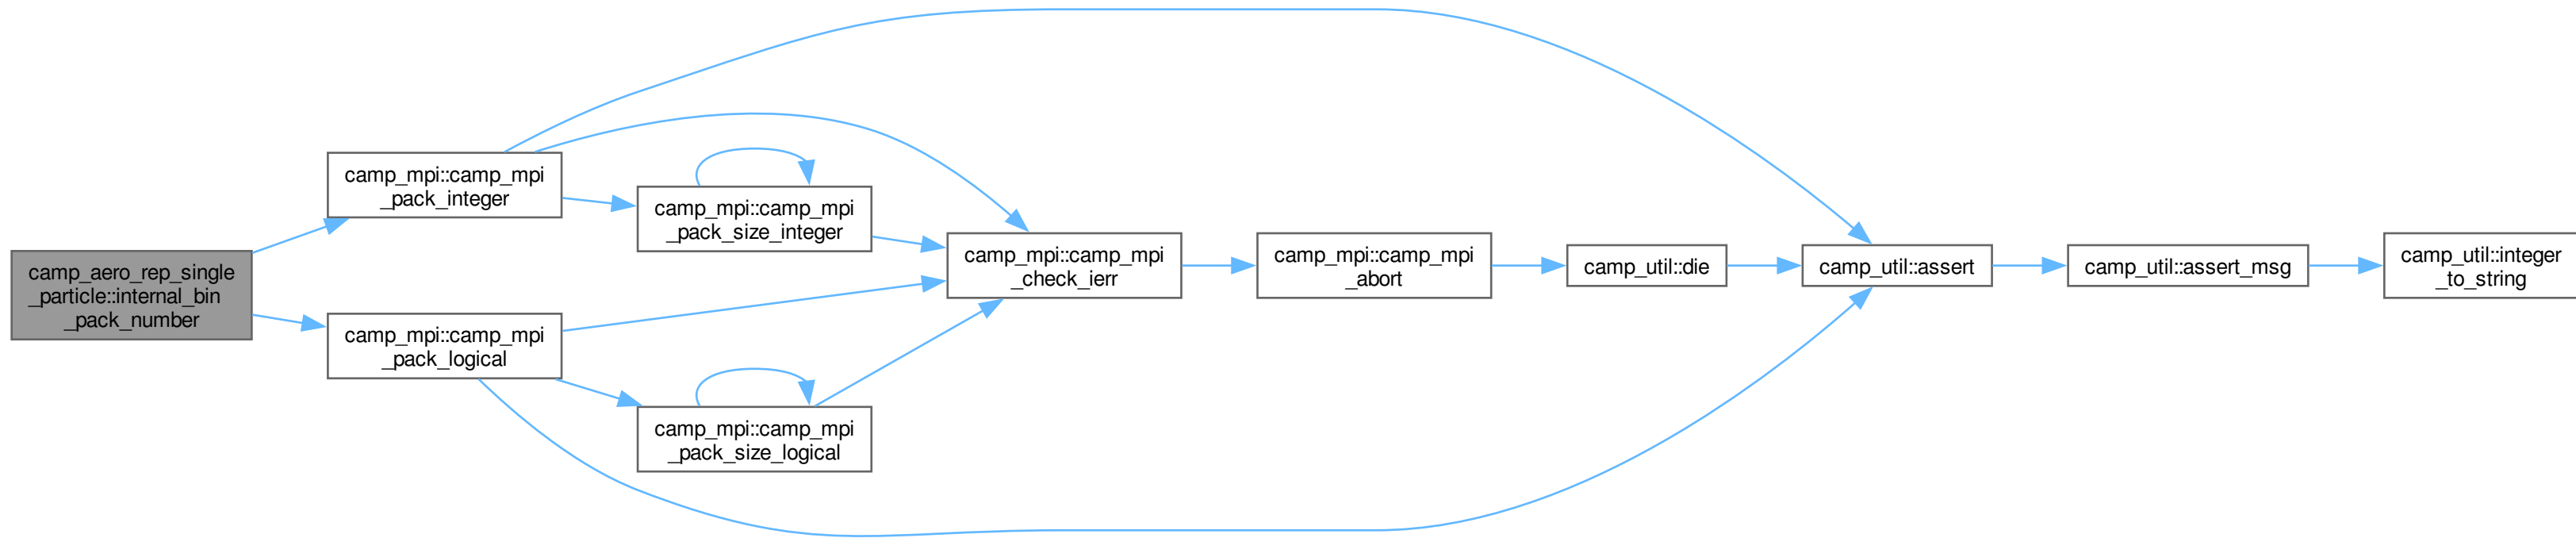 camp_aero_rep_single
_particle::internal_bin
_pack_number
camp_mpi::camp_mpi
_pack_integer
camp_mpi::camp_mpi
_pack_logical
camp_mpi::camp_mpi
_pack_size_integer
camp_mpi::camp_mpi
_pack_size_logical
camp_mpi::camp_mpi
_check_ierr
camp_mpi::camp_mpi
_abort
camp_util::die
camp_util::assert
camp_util::assert_msg
camp_util::integer
_to_string